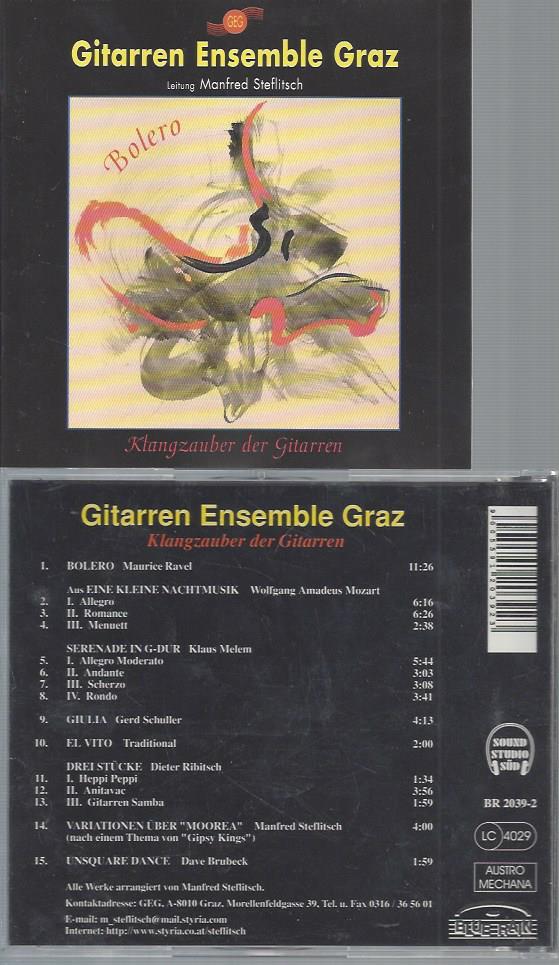 GEG
Gitarren Ensemble Graz
Leitung Manfred Steflitsch
Bolero
Klangzauber der Gitarren
Gitarren Ensemble Graz
Klangzauber der Gitarren
1. BOLERO Maurice Ravel 11:26
Aus EINE KLEINE NACHTMUSIK Wolfgang Amadeus Mozart
2. I. Allegro 6:16
3. II. Romance 6:26
4. III. Menuett 2:38
SERENADE IN G-DUR Klaus Melem
5. I. Allegro Moderato 5:44
6. II. Andante 3:03
7. III. Scherzo 3:08
8. IV. Rondo 3:41
9. GIULIA Gerd Schuller 4:13
10. EL VITO Traditional 2:00
DREI STÜCKE Dieter Ribitsch
11. I. Heppi Peppi 1:34
12. II. Anitavac 3:56
13. III. Gitarren Samba 1:59
14. VARIATIONEN ÜBER "MOOREA" Manfred Steflitsch 4:00
(nach einem Thema von "Gipsy Kings")
15. UNSQUARE DANCE Dave Brubeck 1:59
Alle Werke arrangiert von Manfred Steflitsch.
Kontaktadresse: GEG, A-8010 Graz, Morellenfeldgasse 39, Tel. u. Fax 0316 / 36 56 01
E-mail: m_steflitsch@mail.styria.com
Internet: http://www.styria.co.at/steflitsch
SOUND
STUDIO
SÜD
BR 2039-2
LC 4029
AUSTRO
MECHANA
BLUE RAIN